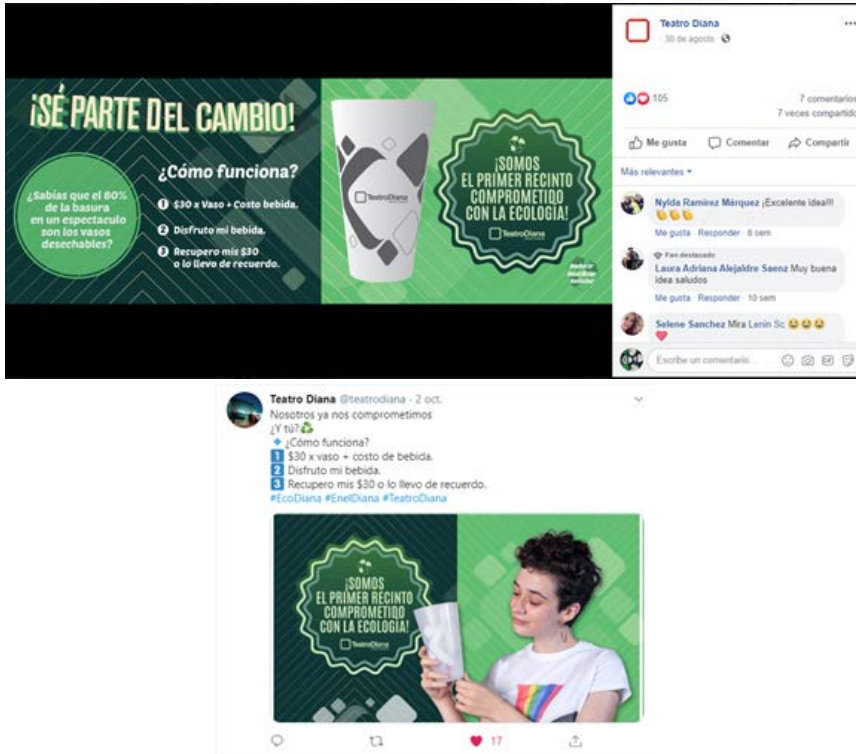 ¡SÉ PARTE DEL CAMBIO!
¿Sabías que el 80%
de la basura
en un espectaculo
son los vasos
desechables?
¿Cómo funciona?
1 $30 x Vaso + Costo bebida.
2 Disfruto mi bebida.
3 Recupero mis $30
o lo llevo de recuerdo.
TeatroDiana
¡SOMOS
EL PRIMER RECINTO
COMPROMETIDO
CON LA ECOLOGÍA!
TeatroDiana
Teatro Diana
30 de agosto
105
7 comentarios
7 veces compartido
Me gusta Comentar Compartir
Más relevantes
Nylda Ramírez Márquez ¡Excelente idea!!!
Me gusta Responder 6 sem
Fan destacado
Laura Adriana Alejaldre Saenz Muy buena
idea saludos
Me gusta Responder 10 sem
Selene Sanchez Mira Lenin Sc
Escribe un comentario...
GIF
Teatro Diana @teatrodiana · 2 oct.
Nosotros ya nos comprometimos
¿Y tú?
¿Cómo funciona?
1 $30 x vaso + costo de bebida.
2 Disfruto mi bebida.
3 Recupero mis $30 o lo llevo de recuerdo.
#EcoDiana #EnelDiana #TeatroDiana
¡SOMOS
EL PRIMER RECINTO
COMPROMETIDO
CON LA ECOLOGÍA!
TeatroDiana
17